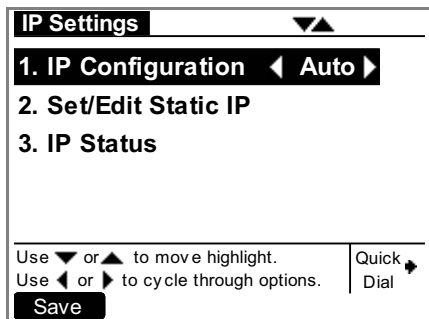 IP Settings ▼▲
1. IP Configuration ◀ Auto ▶
2. Set/Edit Static IP
3. IP Status
Use ▼ or ▲ to move highlight.
Use ◀ or ▶ to cycle through options.
Quick
Dial
Save